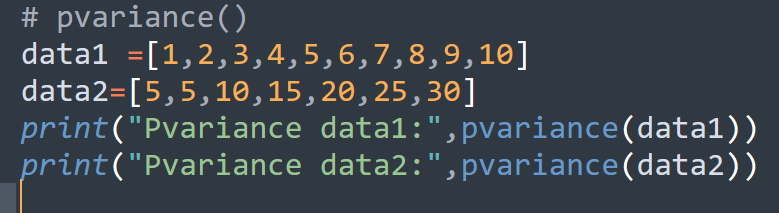 # pvariance()
data1 =[1,2,3,4,5,6,7,8,9,10]
data2=[5,5,10,15,20,25,30]
print("Pvariance data1:",pvariance(data1))
print("Pvariance data2:",pvariance(data2))